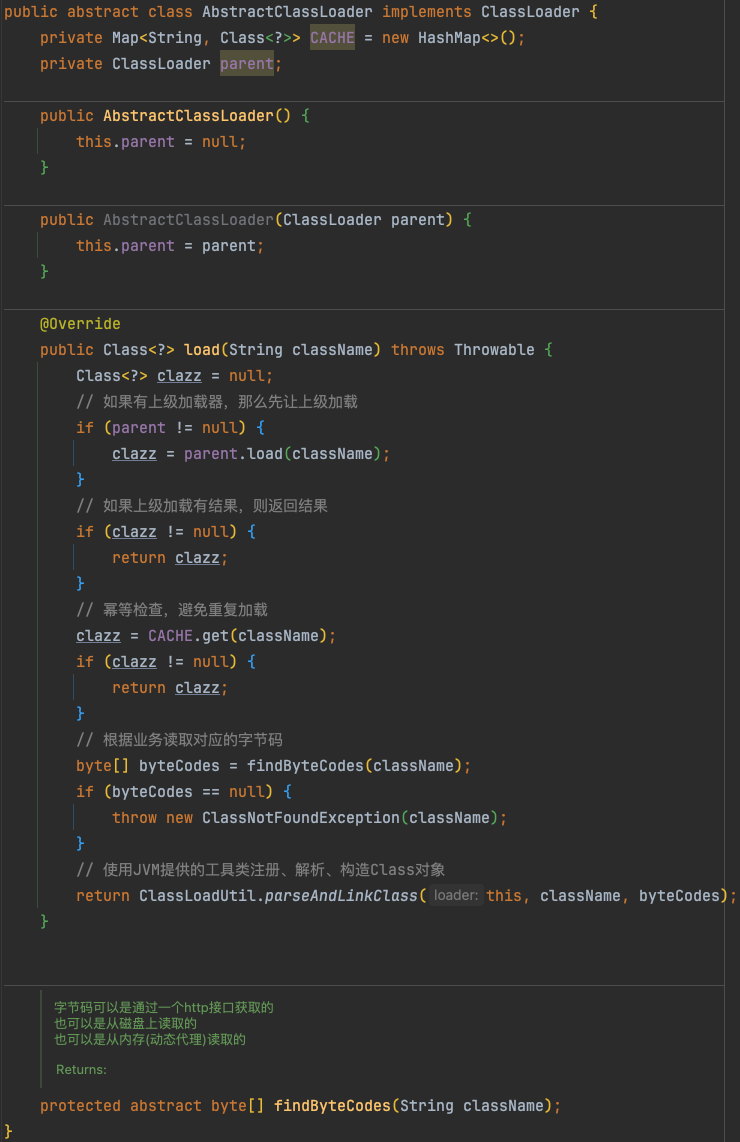 public abstract class AbstractClassLoader implements ClassLoader {
    private Map<String, Class<?>> CACHE = new HashMap<>();
    private ClassLoader parent;
    public AbstractClassLoader() {
        this.parent = null;
    }
    public AbstractClassLoader(ClassLoader parent) {
        this.parent = parent;
    }
    @Override
    public Class<?> load(String className) throws Throwable {
        Class<?> clazz = null;
        // 如果有上级加载器，那么先让上级加载
        if (parent != null) {
            clazz = parent.load(className);
        }
        // 如果上级加载有结果，则返回结果
        if (clazz != null) {
            return clazz;
        }
        // 幂等检查，避免重复加载
        clazz = CACHE.get(className);
        if (clazz != null) {
            return clazz;
        }
        // 根据业务读取对应的字节码
        byte[] byteCodes = findByteCodes(className);
        if (byteCodes == null) {
            throw new ClassNotFoundException(className);
        }
        // 使用JVM提供的工具类注册、解析、构造Class对象
        return ClassLoadUtil.parseAndLinkClass( loader: this, className, byteCodes);
    }
    字节码可以是通过一个http接口获取的
    也可以是从磁盘上读取的
    也可以是从内存(动态代理)读取的
    Returns:
    protected abstract byte[] findByteCodes(String className);
}